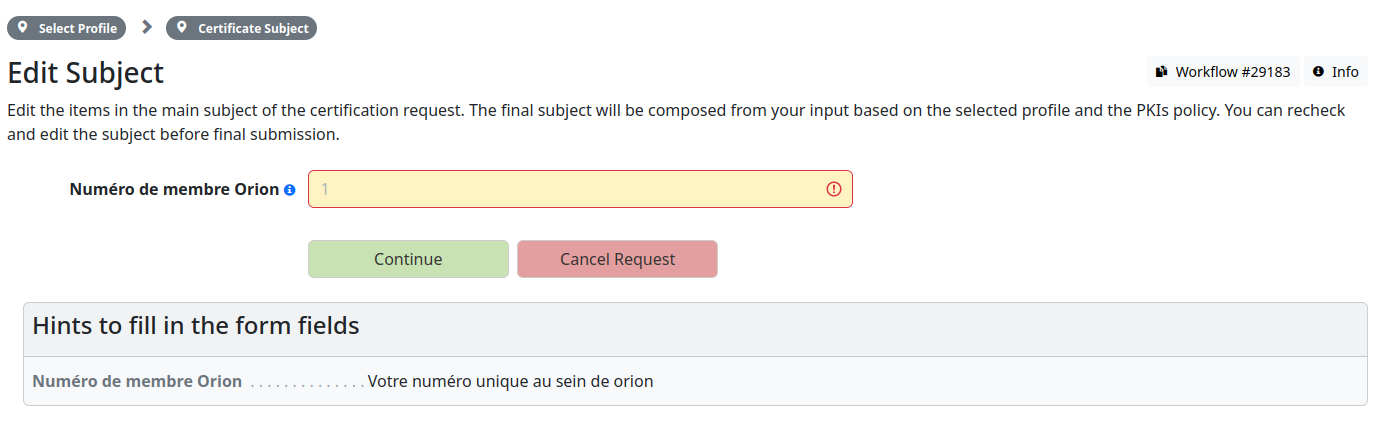 Select Profile
Certificate Subject
Edit Subject
Workflow #29183
Info
Edit the items in the main subject of the certification request. The final subject will be composed from your input based on the selected profile and the PKIs policy. You can recheck
and edit the subject before final submission.
Numéro de membre Orion
1
Continue
Cancel Request
Hints to fill in the form fields
Numéro de membre Orion . . . . . . . . . . . . . . Votre numéro unique au sein de orion